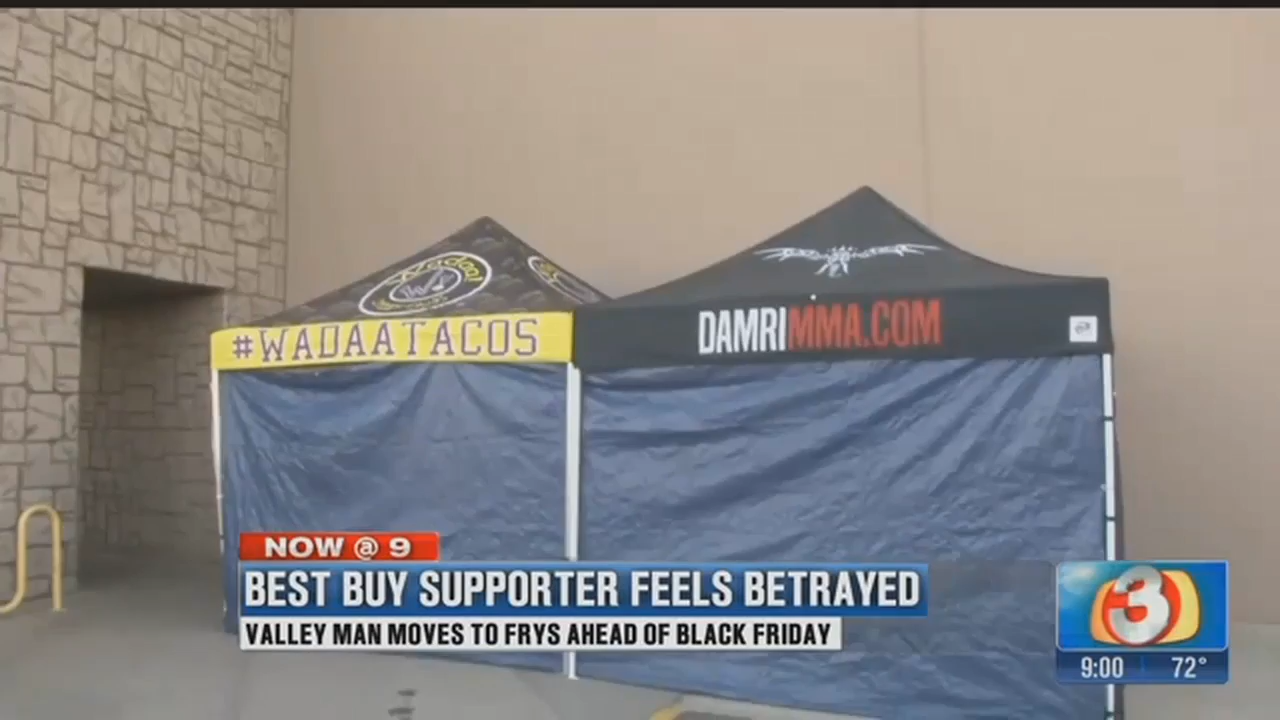 Wadaa!
#WADAATACOS
DAMRIMMA.COM
NOW @ 9
BEST BUY SUPPORTER FEELS BETRAYED
VALLEY MAN MOVES TO FRYS AHEAD OF BLACK FRIDAY
3
9:00 72°